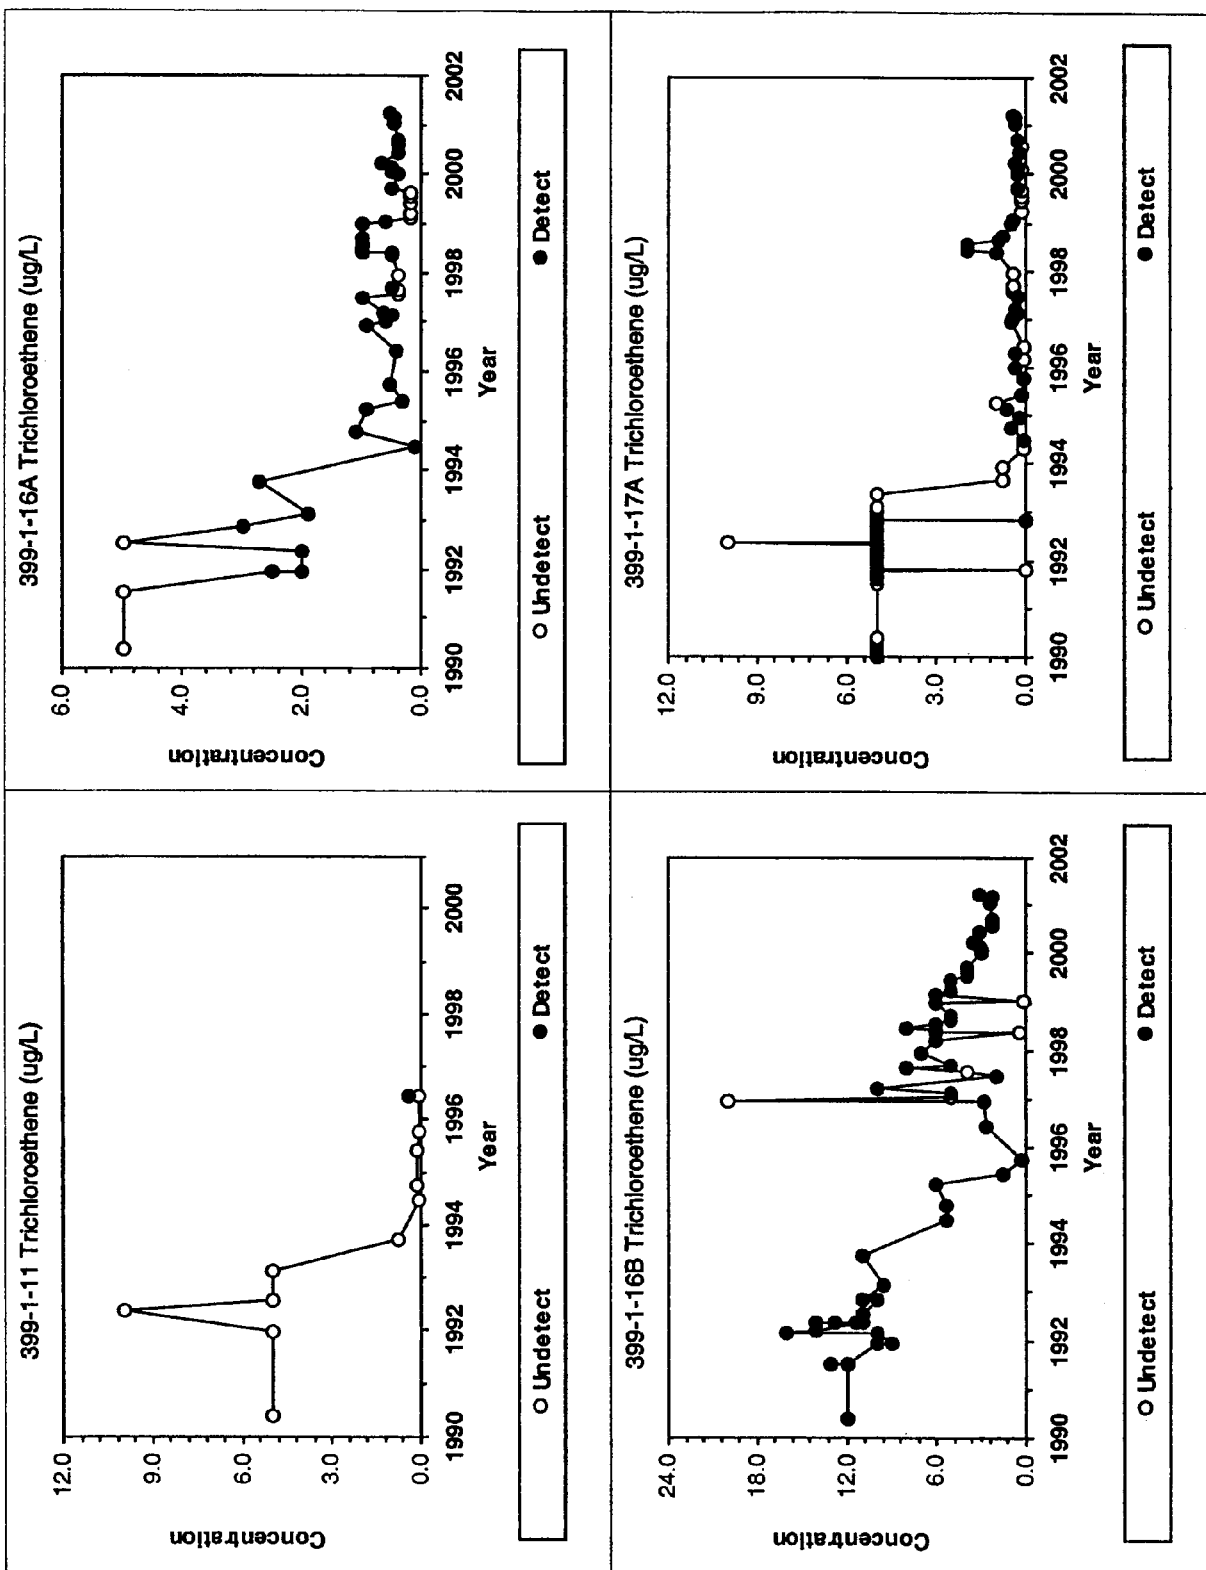 399-1-11 Trichloroethene (ug/L)
Concentration
12.0
9.0
6.0
3.0
0.0
1990 1992 1994 1996 1998 2000
Year
Undetect Detect
399-1-16A Trichloroethene (ug/L)
Concentration
6.0
4.0
2.0
0.0
1990 1992 1994 1996 1998 2000 2002
Year
Undetect Detect
399-1-16B Trichloroethene (ug/L)
Concentration
24.0
18.0
12.0
6.0
0.0
1990 1992 1994 1996 1998 2000 2002
Year
Undetect Detect
399-1-17A Trichloroethene (ug/L)
Concentration
12.0
9.0
6.0
3.0
0.0
1990 1992 1994 1996 1998 2000 2002
Year
Undetect Detect